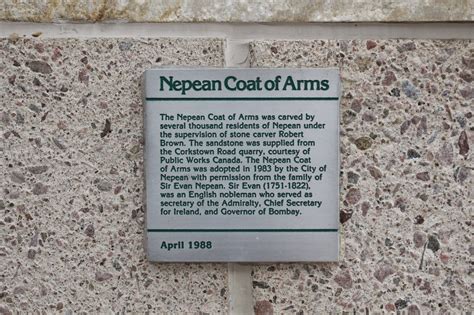 Nepean Coat of Arms
The Nepean Coat of Arms was carved by
several thousand residents of Nepean under
the supervision of stone carver Robert
Brown. The sandstone was supplied from
the Corkstown Road quarry, courtesy of
Public Works Canada. The Nepean Coat
of Arms was adopted in 1983 by the City of
Nepean with permission from the family of
Sir Evan Nepean. Sir Evan (1751-1822),
was an English nobleman who served as
secretary of the Admiralty, Chief Secretary
for Ireland, and Governor of Bombay.
April 1988